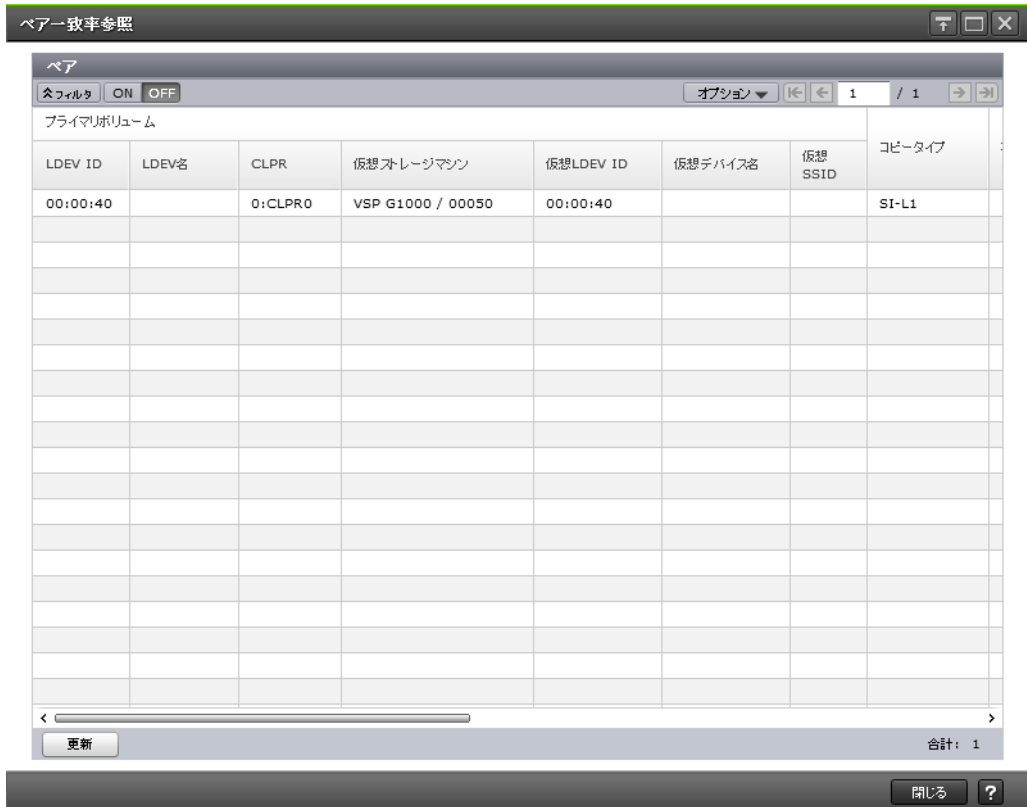 ペア一致率参照
ペア
フィルタ ON OFF オプション 1 / 1
プライマリボリューム
LDEV ID LDEV名 CLPR 仮想ストレージマシン 仮想LDEV ID 仮想デバイス名 仮想 SSID コピータイプ
00:00:40 0:CLPR0 VSP G1000 / 00050 00:00:40 SI-L1
更新 合計: 1
閉じる ?